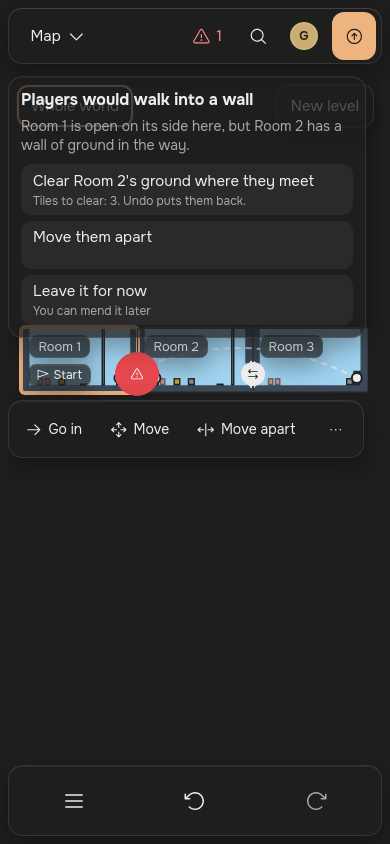 Map
1
G
Whole world
New level
Players would walk into a wall
Room 1 is open on its side here, but Room 2 has a
wall of ground in the way.
Clear Room 2's ground where they meet
Tiles to clear: 3. Undo puts them back.
Move them apart
Leave it for now
You can mend it later
Room 1
Room 2
Room 3
Start
Go in
Move
Move apart